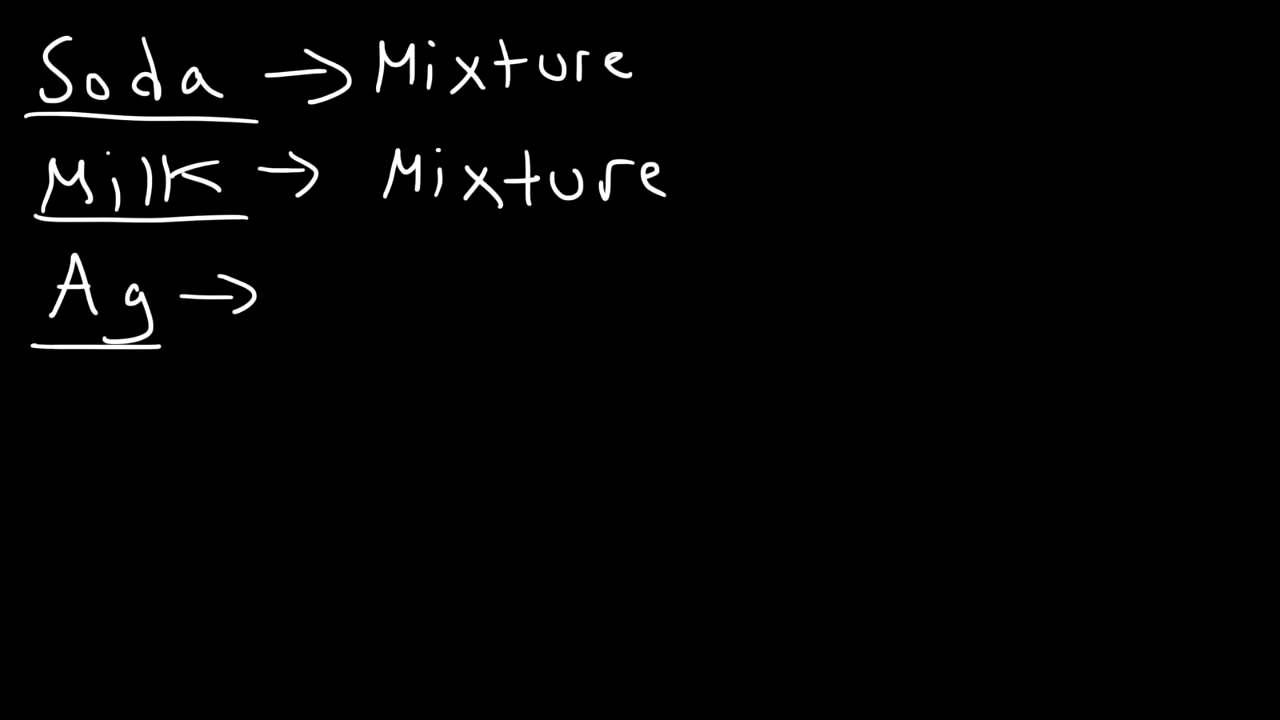 Soda → Mixture
Milk → Mixture
Ag →